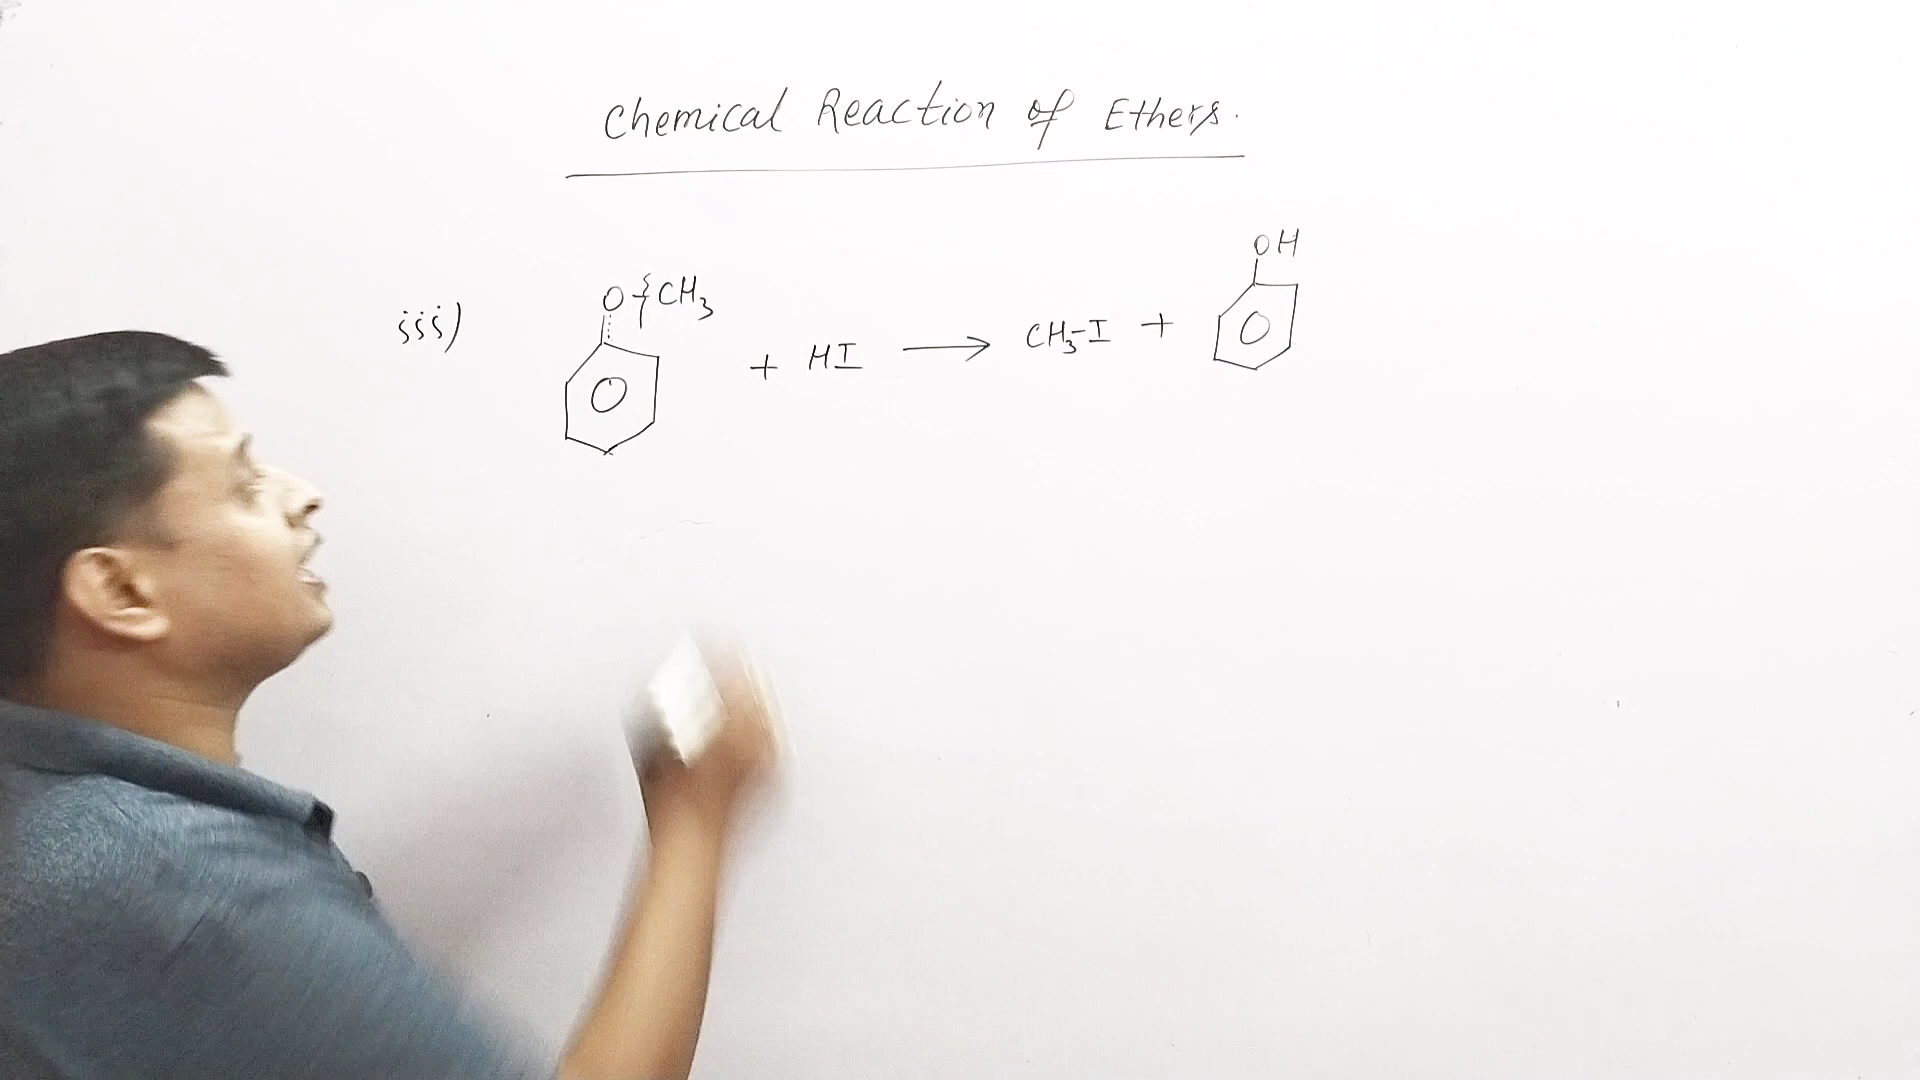 Chemical Reaction of Ethers.
iii)
O CH3
+ HI → CH3-I +
OH